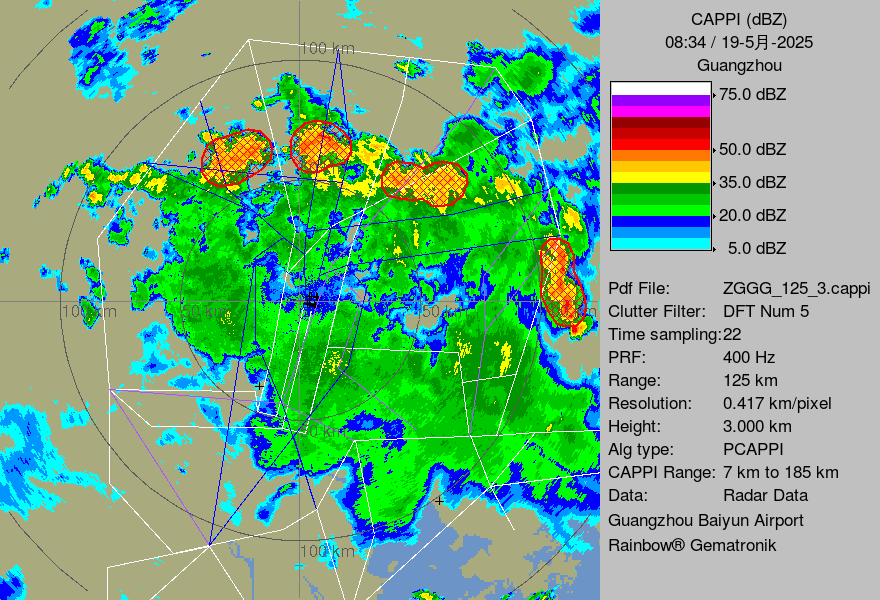 CAPPI (dBZ)
08:34 / 19-5月-2025
Guangzhou
75.0 dBZ
50.0 dBZ
35.0 dBZ
20.0 dBZ
5.0 dBZ
Pdf File: ZGGG_125_3.cappi
Clutter Filter: DFT Num 5
Time sampling:22
PRF: 400 Hz
Range: 125 km
Resolution: 0.417 km/pixel
Height: 3.000 km
Alg type: PCAPPI
CAPPI Range: 7 km to 185 km
Data: Radar Data
Guangzhou Baiyun Airport
Rainbow® Gematronik
100 km
100 km
50 km
100 km